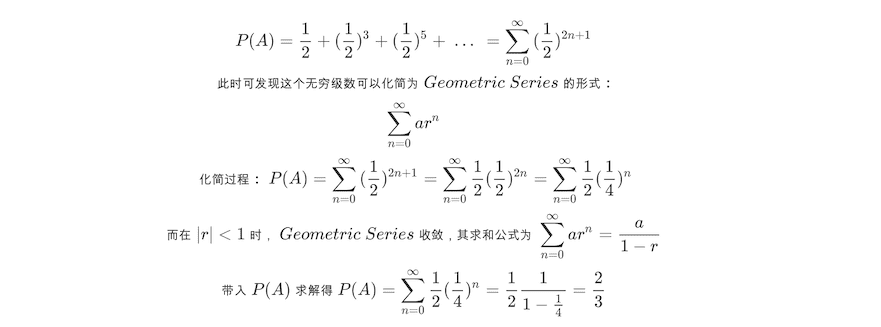 P(A) = \frac{1}{2} + (\frac{1}{2})^3 + (\frac{1}{2})^5 + \ldots = \sum_{n=0}^{\infty} (\frac{1}{2})^{2n+1}
此时可发现这个无穷级数可以化简为 Geometric Series 的形式：
\sum_{n=0}^{\infty} ar^n
化简过程： P(A) = \sum_{n=0}^{\infty} (\frac{1}{2})^{2n+1} = \sum_{n=0}^{\infty} \frac{1}{2} (\frac{1}{2})^{2n} = \sum_{n=0}^{\infty} \frac{1}{2} (\frac{1}{4})^n
而在 |r| < 1 时， Geometric Series 收敛，其求和公式为 \sum_{n=0}^{\infty} ar^n = \frac{a}{1-r}
带入 P(A) 求解得 P(A) = \sum_{n=0}^{\infty} \frac{1}{2} (\frac{1}{4})^n = \frac{1}{2} \frac{1}{1-\frac{1}{4}} = \frac{2}{3}